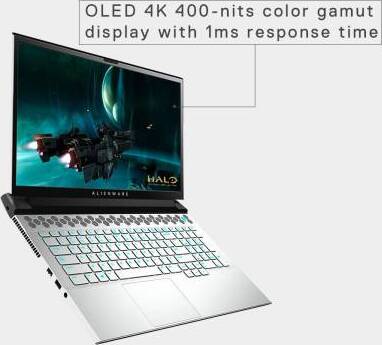 OLED 4K 400-nits color gamut
display with 1ms response time
HALO
ALIENWARE